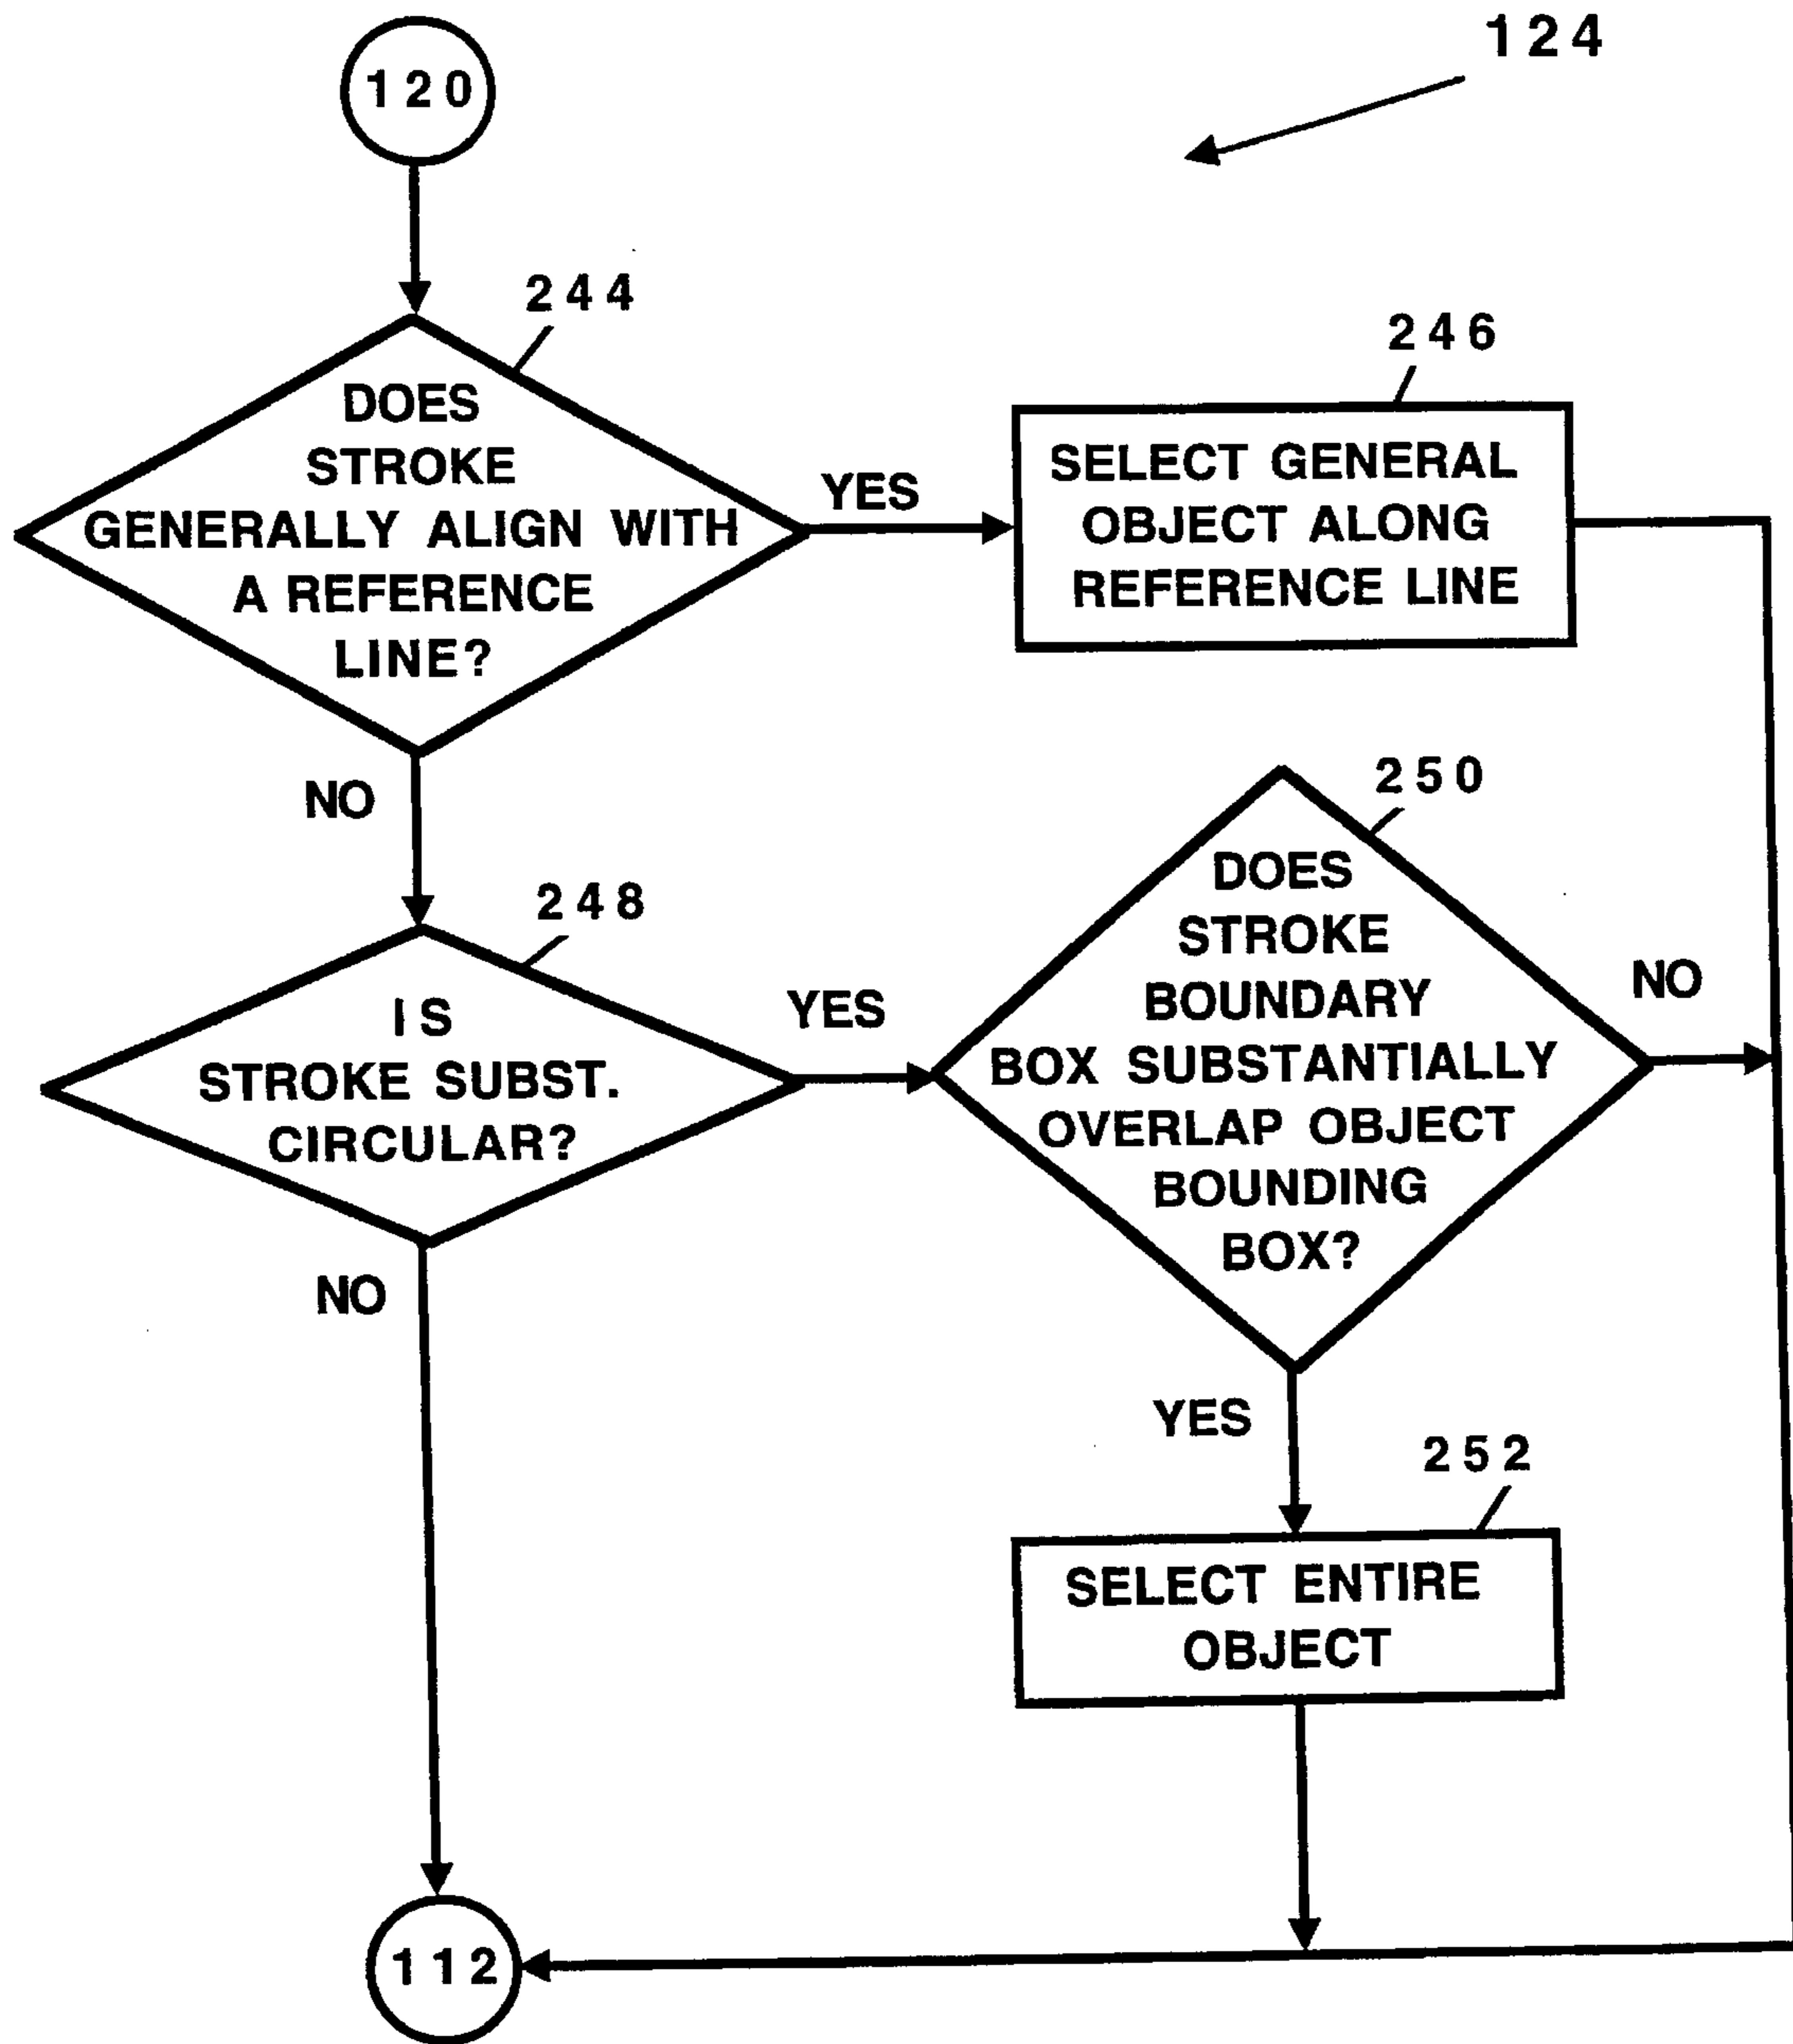 124
120
244
DOES
STROKE
GENERALLY ALIGN WITH
A REFERENCE
LINE?
YES
246
SELECT GENERAL
OBJECT ALONG
REFERENCE LINE
NO
248
IS
STROKE SUBST.
CIRCULAR?
YES
250
DOES
STROKE
BOUNDARY
BOX SUBSTANTIALLY
OVERLAP OBJECT
BOUNDING
BOX?
NO
NO
YES
252
SELECT ENTIRE
OBJECT
112